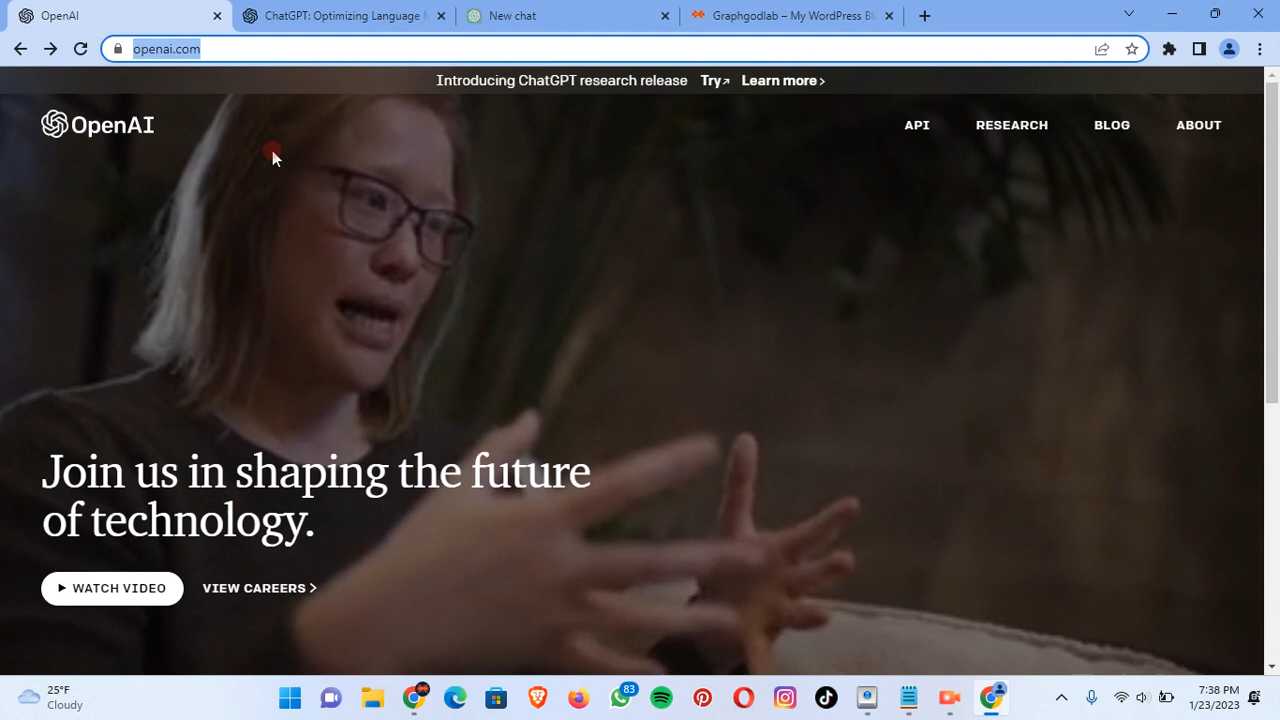 OpenAI
ChatGPT: Optimizing Language
New chat
Graphgodlab – My WordPress Bl
openai.com
Introducing ChatGPT research release Try↗ Learn more >
OpenAI
API RESEARCH BLOG ABOUT
Join us in shaping the future
of technology.
WATCH VIDEO VIEW CAREERS >
25°F
Cloudy
83
7:38 PM
1/23/2023